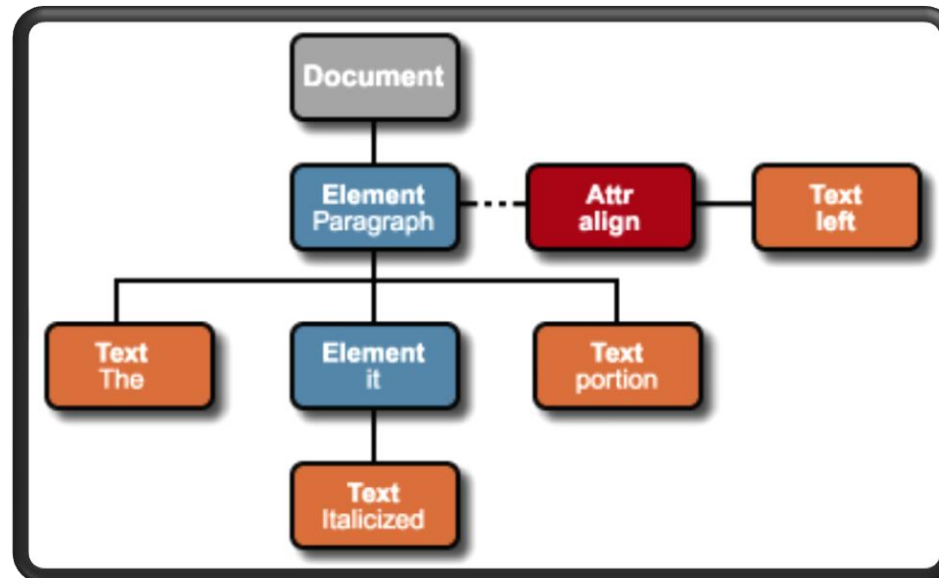 Document
Element
Paragraph
Attr
align
Text
left
Text
The
Element
it
Text
portion
Text
Italicized